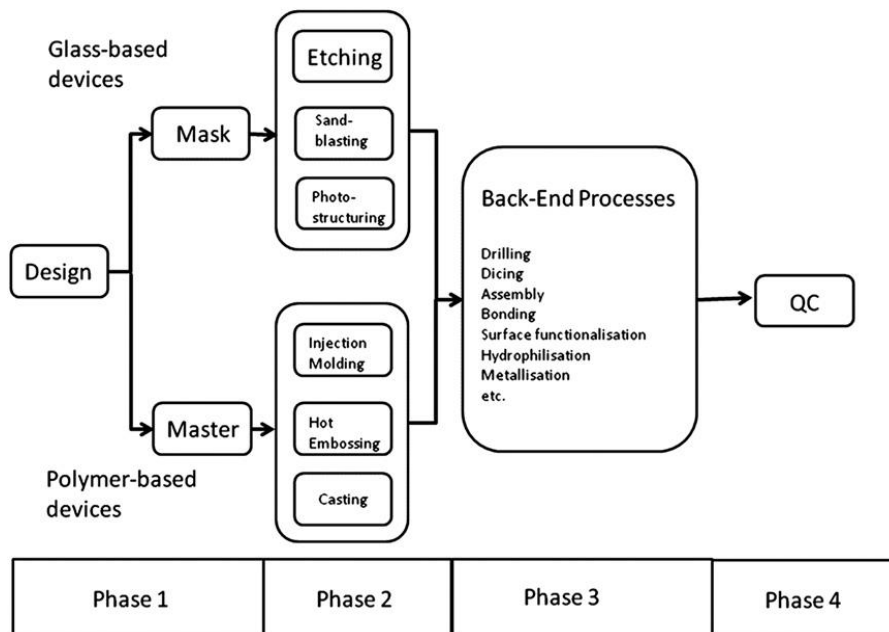 Glass-based
devices
Etching
Mask
Sand-
blasting
Photo-
structuring
Design
Back-End Processes
Drilling
Dicing
Assembly
Bonding
Surface functionalisation
Hydrophilisation
Metallisation
etc.
QC
Injection
Molding
Master
Hot
Embossing
Casting
Polymer-based
devices
Phase 1
Phase 2
Phase 3
Phase 4